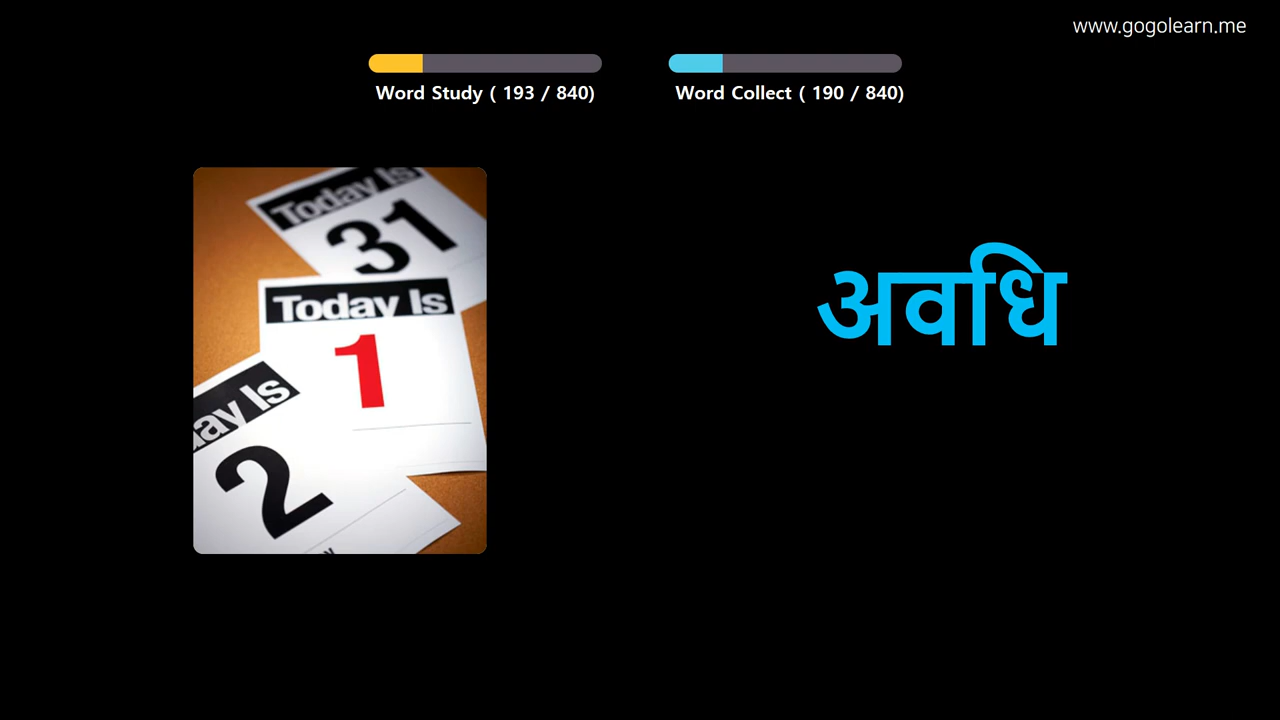 www.gogolearn.me
Word Study ( 193 / 840)
Word Collect ( 190 / 840)
Today Is
31
Today Is
1
ay Is
2
अवधि